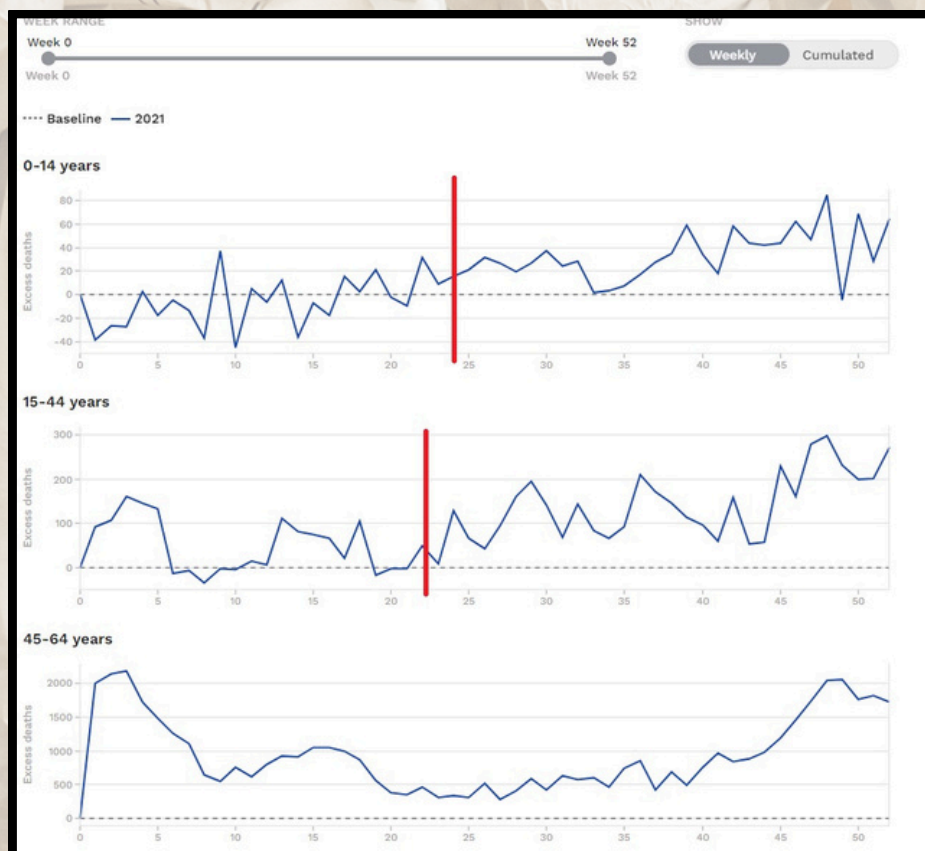 WEEK RANGE
SHOW
Week 0 Week 52
Week 0 Week 52
Weekly Cumulated
Baseline 2021
0-14 years
Excess deaths
80
60
40
20
0
-20
-40
0 5 10 15 20 25 30 35 40 45 50
15-44 years
Excess deaths
300
200
100
0
0 5 10 15 20 25 30 35 40 45 50
45-64 years
Excess deaths
2000
1500
1000
500
0
0 5 10 15 20 25 30 35 40 45 50